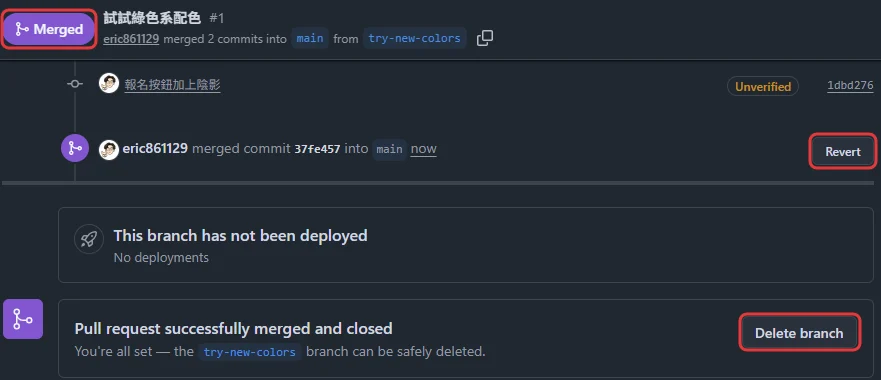 Merged
試試綠色系配色 #1
eric861129 merged 2 commits into main from try-new-colors
報名按鈕加上陰影 Unverified 1dbd276
eric861129 merged commit 37fe457 into main now Revert
This branch has not been deployed
No deployments
Pull request successfully merged and closed
You're all set — the try-new-colors branch can be safely deleted.
Delete branch